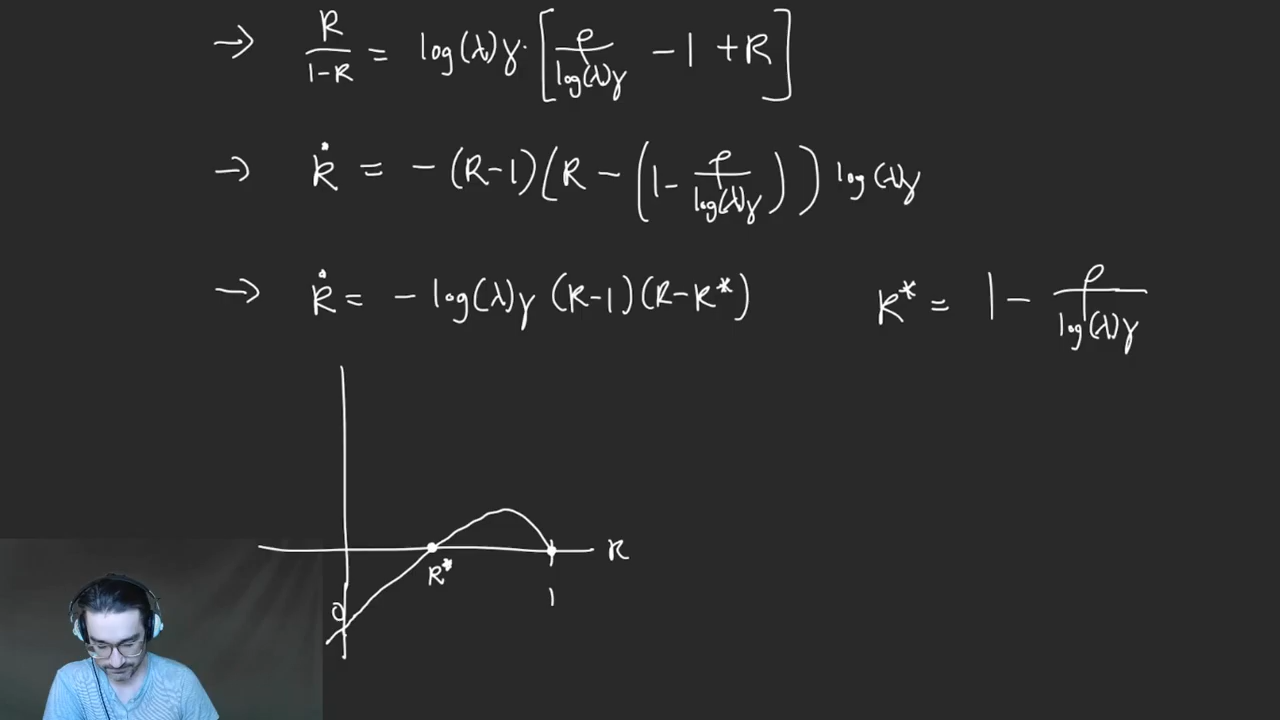 → R/(1-R) = log(λ)γ·[ρ/(log(λ)γ) - 1 + R]
→ Ṙ = -(R-1)(R - (1 - ρ/(log(λ)γ))) log(λ)γ
→ Ṙ = - log(λ)γ (R-1)(R-R*) R* = 1 - ρ/(log(λ)γ)
R
R*
0
1